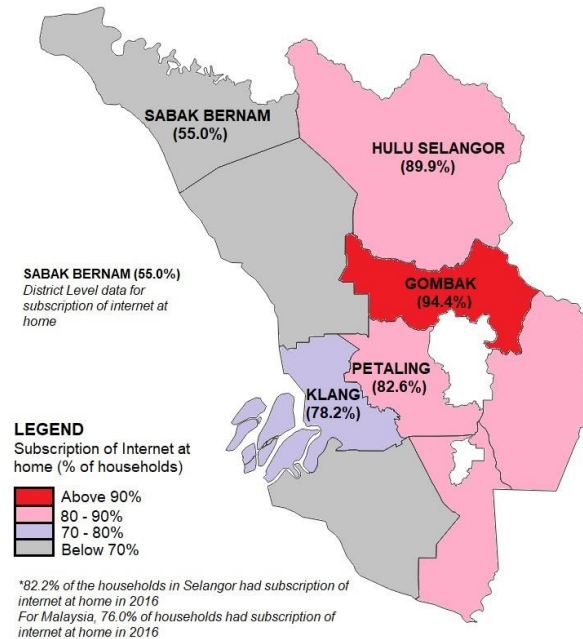 SABAK BERNAM
(55.0%)
HULU SELANGOR
(89.9%)
SABAK BERNAM (55.0%)
District Level data for
subscription of internet at
home
GOMBAK
(94.4%)
PETALING
(82.6%)
KLANG
(78.2%)
LEGEND
Subscription of Internet at
home (% of households)
Above 90%
80 - 90%
70 - 80%
Below 70%
*82.2% of the households in Selangor had subscription of
internet at home in 2016
For Malaysia, 76.0% of households had subscription of
internet at home in 2016